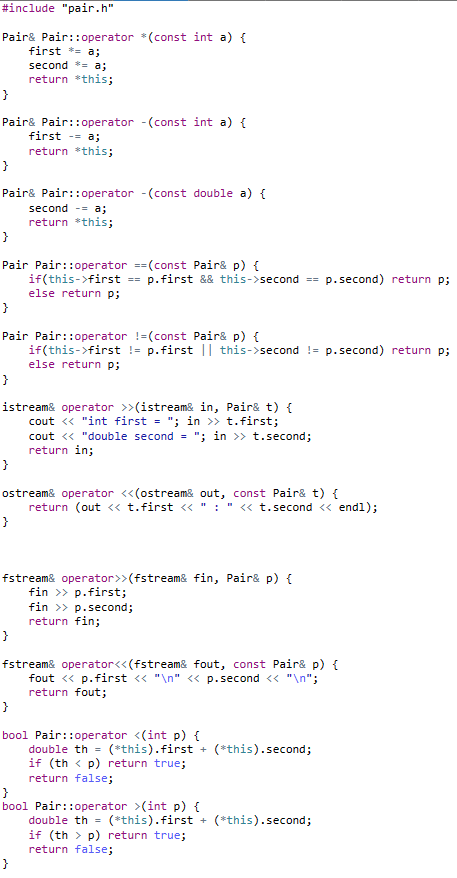 #include "pair.h"

Pair& Pair::operator *(const int a) {
    first *= a;
    second *= a;
    return *this;
}

Pair& Pair::operator -(const int a) {
    first -= a;
    return *this;
}

Pair& Pair::operator -(const double a) {
    second -= a;
    return *this;
}

Pair Pair::operator ==(const Pair& p) {
    if(this->first == p.first && this->second == p.second) return p;
    else return p;
}

Pair Pair::operator !=(const Pair& p) {
    if(this->first != p.first || this->second != p.second) return p;
    else return p;
}

istream& operator >>(istream& in, Pair& t) {
    cout << "int first = "; in >> t.first;
    cout << "double second = "; in >> t.second;
    return in;
}

ostream& operator <<(ostream& out, const Pair& t) {
    return (out << t.first << " : " << t.second << endl);
}

fstream& operator>>(fstream& fin, Pair& p) {
    fin >> p.first;
    fin >> p.second;
    return fin;
}

fstream& operator<<(fstream& fout, const Pair& p) {
    fout << p.first << "\n" << p.second << "\n";
    return fout;
}

bool Pair::operator <(int p) {
    double th = (*this).first + (*this).second;
    if (th < p) return true;
    return false;
}
bool Pair::operator >(int p) {
    double th = (*this).first + (*this).second;
    if (th > p) return true;
    return false;
}